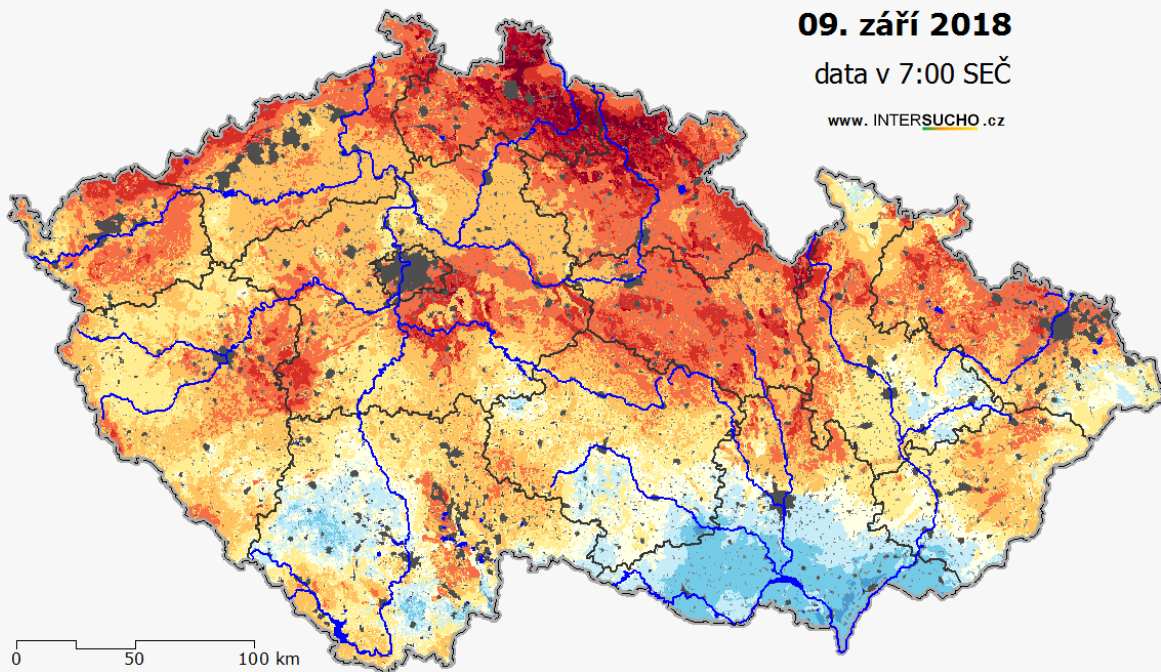 09. září 2018
data v 7:00 SEČ
www. INTERSUCHO .cz
0 50 100 km